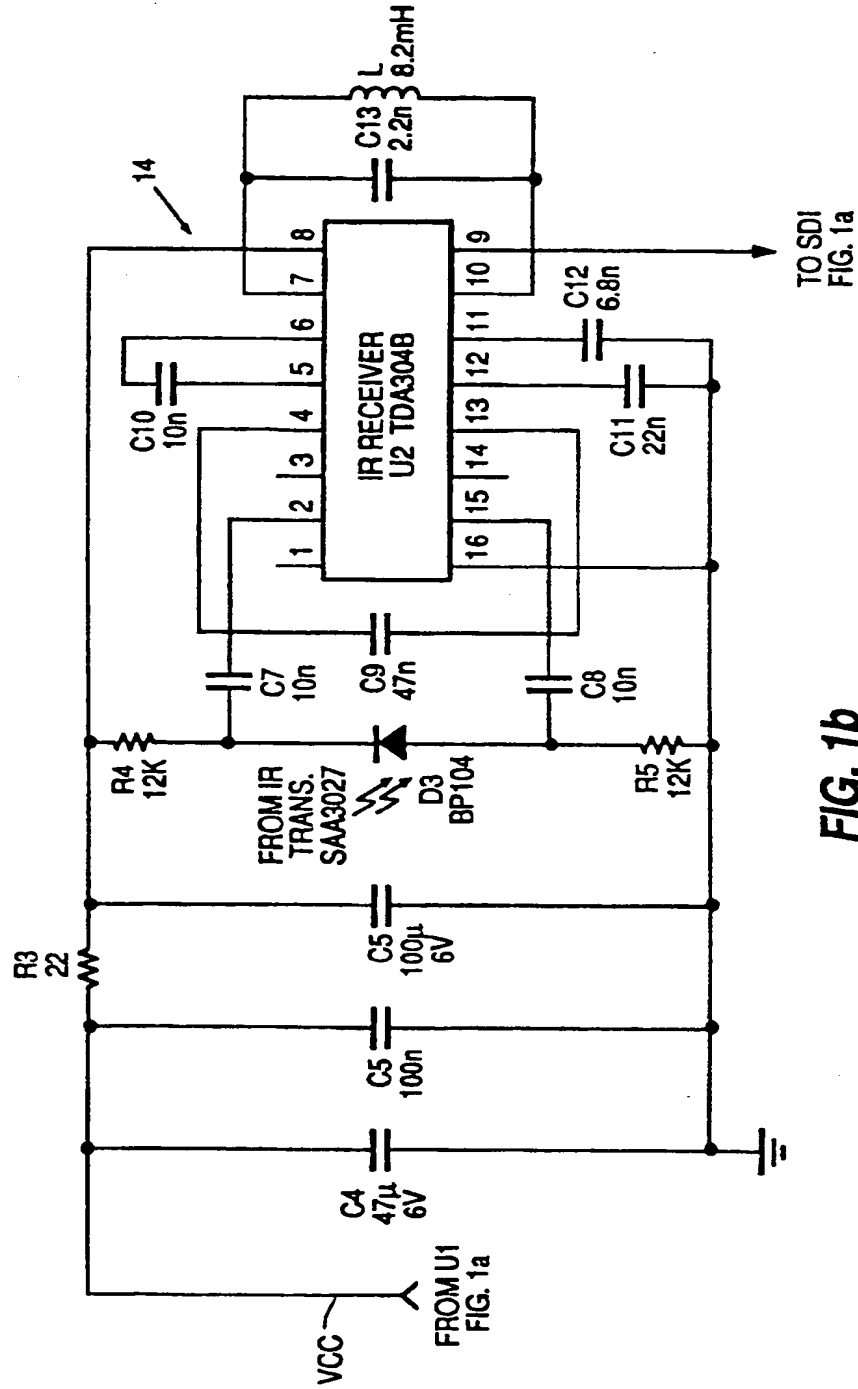 14
R3
22
R4
12K
C10
10n
C7
10n
C9
47n
C8
10n
FROM IR
TRANS.
SAA3027
D3
BP104
R5
12K
C4
47µ
6V
C5
100n
C5
100µ
6V
VCC
FROM U1
FIG. 1a
1 2 3 4 5 6 7 8
IR RECEIVER
U2 TDA304B
16 15 14 13 12 11 10 9
C13
2.2n
L
8.2mH
C12
6.8n
C11
22n
TO SDI
FIG. 1a
FIG. 1b